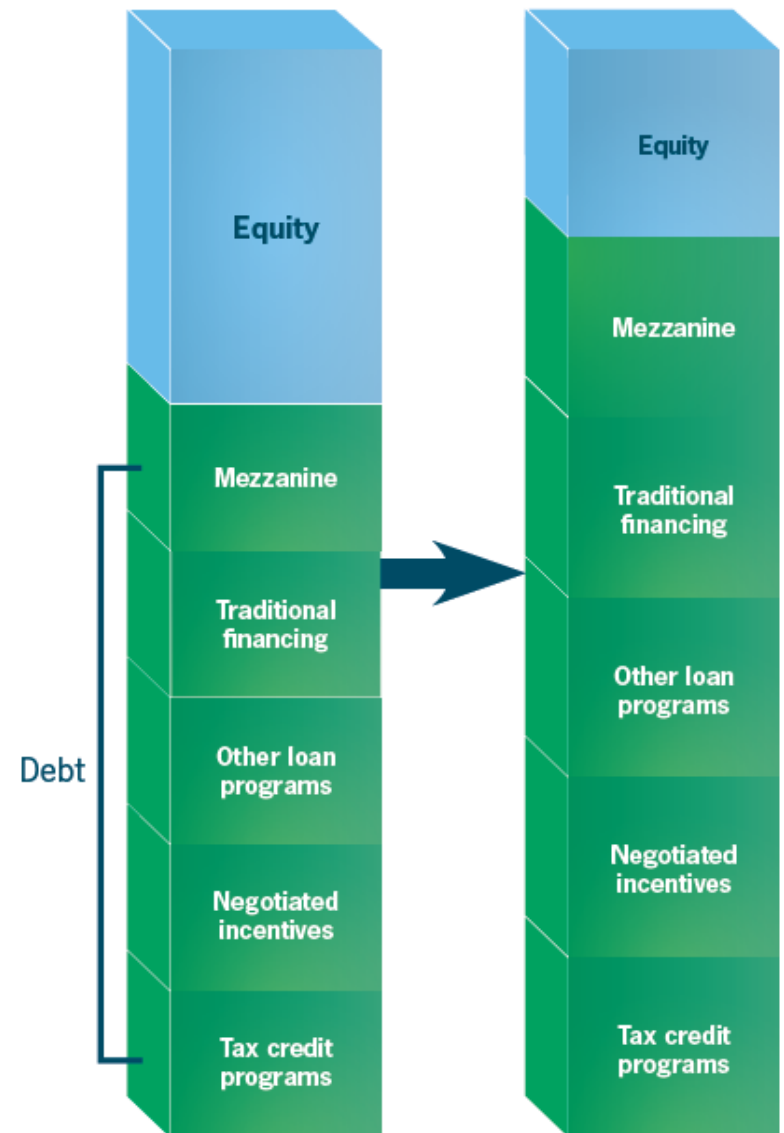 Equity
Mezzanine
Traditional
financing
Other loan
programs
Negotiated
incentives
Tax credit
programs
Debt
Equity
Mezzanine
Traditional
financing
Other loan
programs
Negotiated
incentives
Tax credit
programs